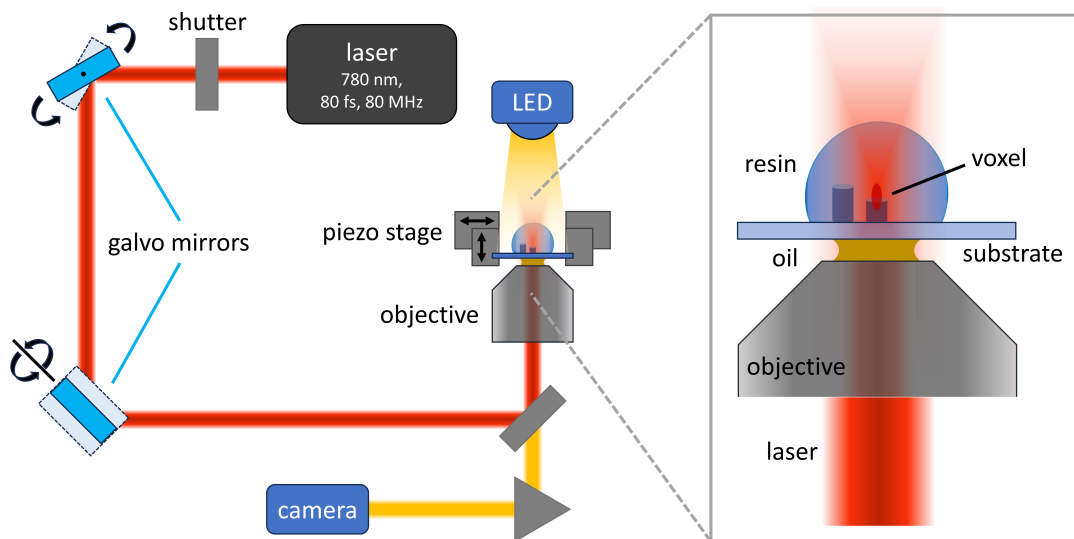 shutter
laser
780 nm,
80 fs, 80 MHz
LED
galvo mirrors
piezo stage
objective
camera
resin
voxel
oil
substrate
objective
laser